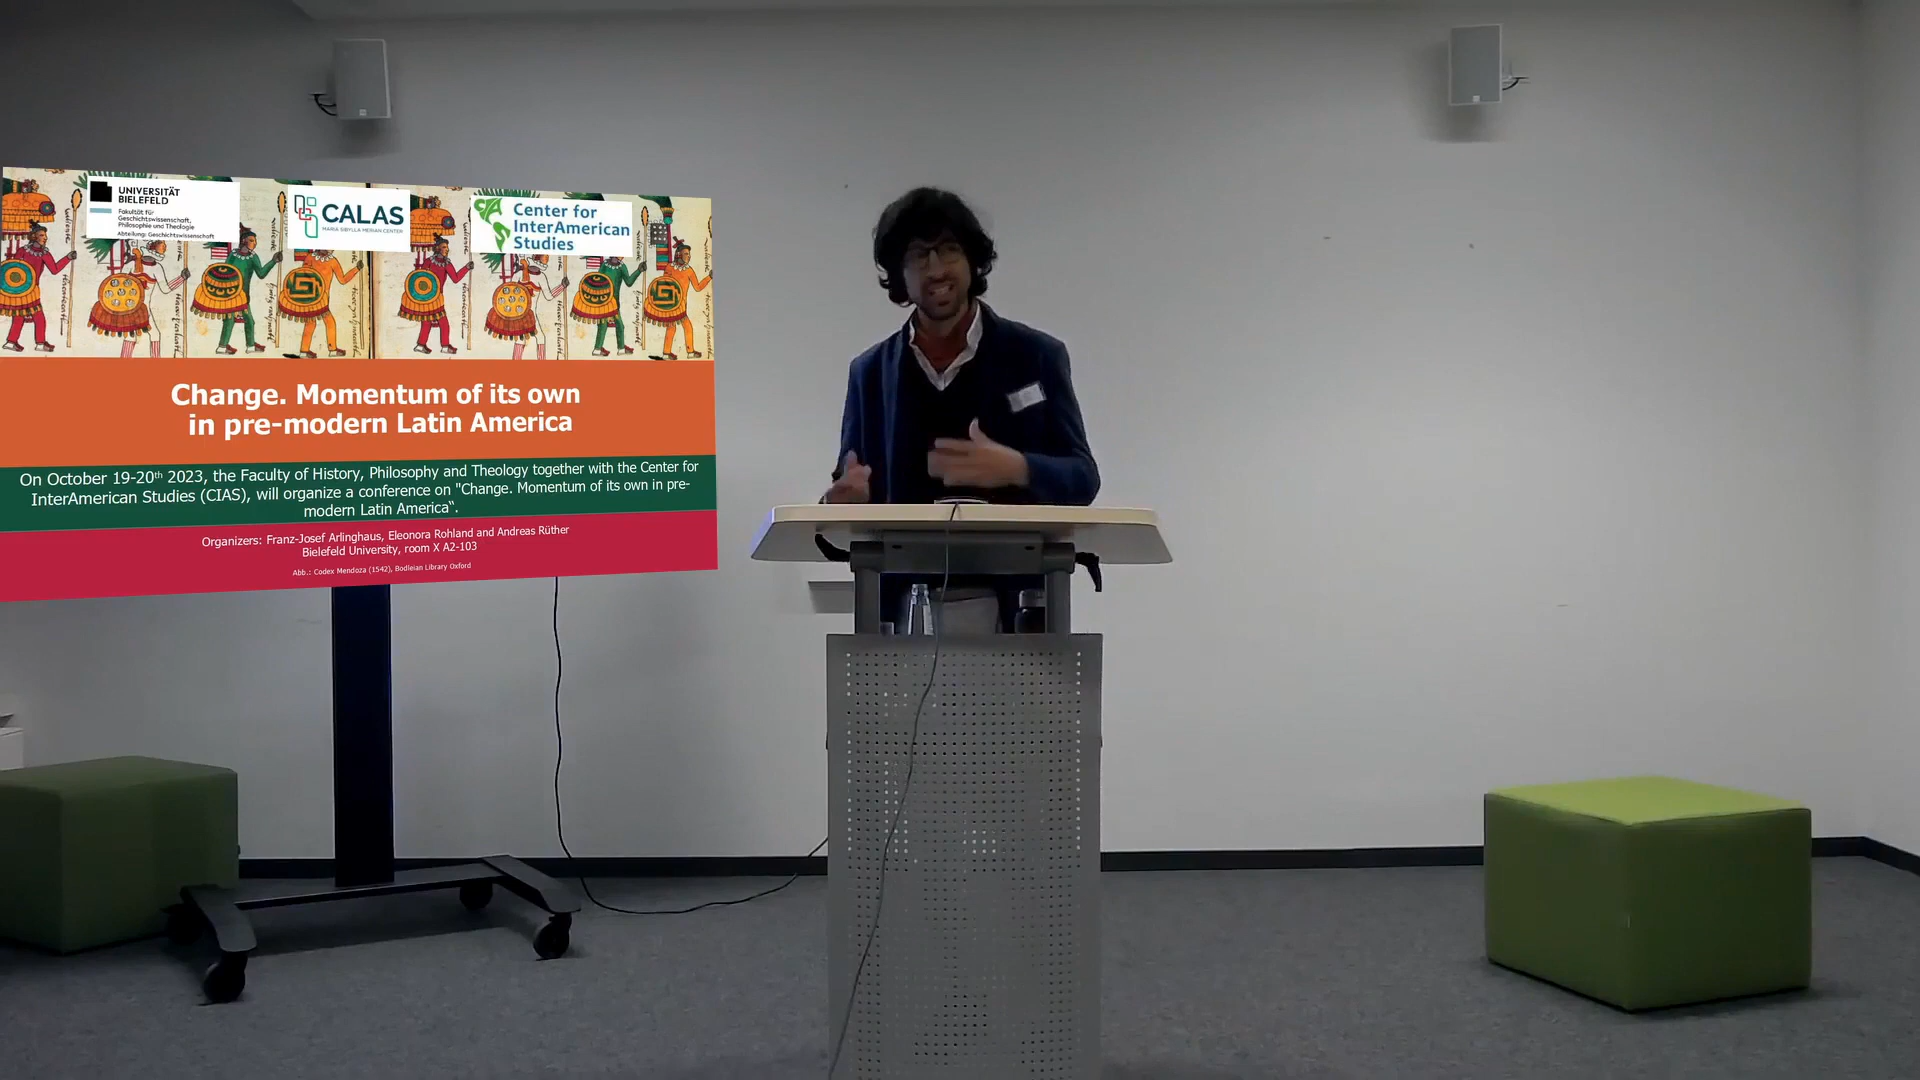 UNIVERSITÄT
BIELEFELD
Fakultät für
Geschichtswissenschaft,
Philosophie und Theologie
Abteilung: Geschichtswissenschaft
CALAS
MARIA SIBYLLA MERIAN CENTER
Center for
InterAmerican
Studies
Change. Momentum of its own
in pre-modern Latin America
On October 19-20th 2023, the Faculty of History, Philosophy and Theology together with the Center for
InterAmerican Studies (CIAS), will organize a conference on "Change. Momentum of its own in pre-
modern Latin America“.
Organizers: Franz-Josef Arlinghaus, Eleonora Rohland and Andreas Rüther
Bielefeld University, room X A2-103
Abb.: Codex Mendoza (1542), Bodleian Library Oxford